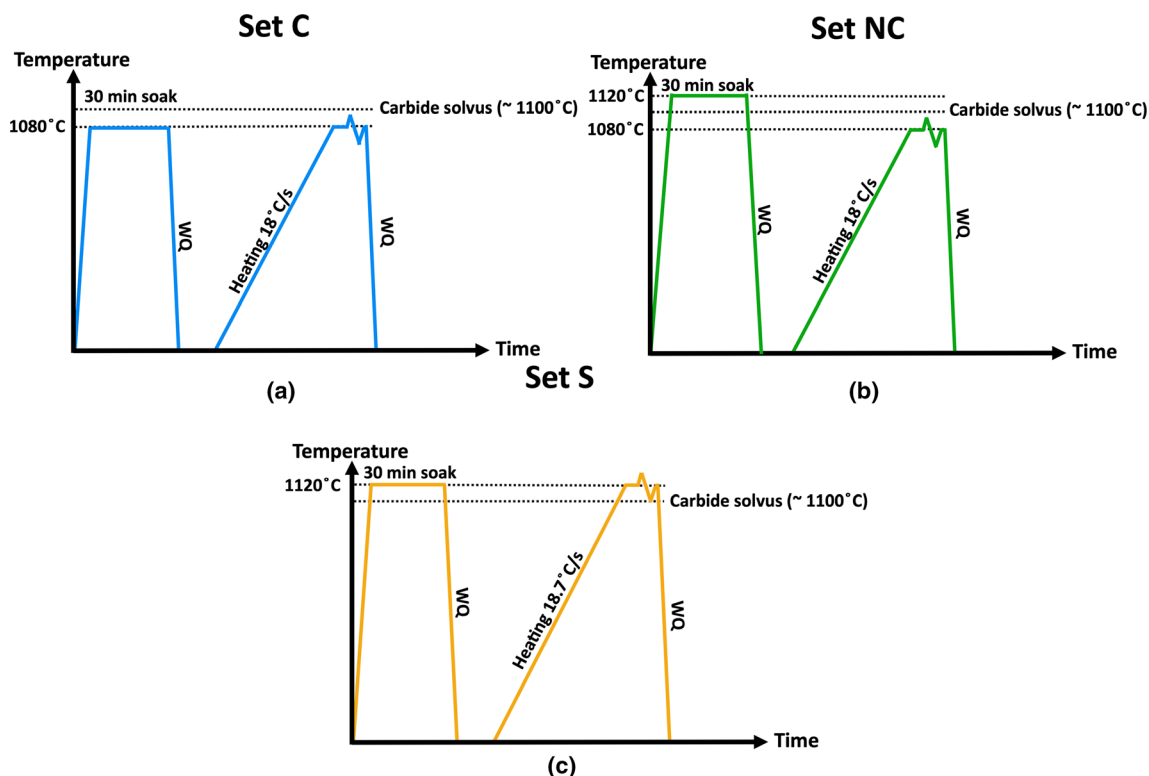 Set C
Temperature
30 min soak
Carbide solvus (~ 1100˚C)
1080˚C
Heating 18˚C/s
WQ
WQ
Time
(a)
Set NC
Temperature
1120˚C
30 min soak
Carbide solvus (~ 1100˚C)
1080˚C
Heating 18˚C/s
WQ
WQ
Time
(b)
Set S
Temperature
30 min soak
1120˚C
Carbide solvus (~ 1100˚C)
Heating 18.7˚C/s
WQ
WQ
Time
(c)